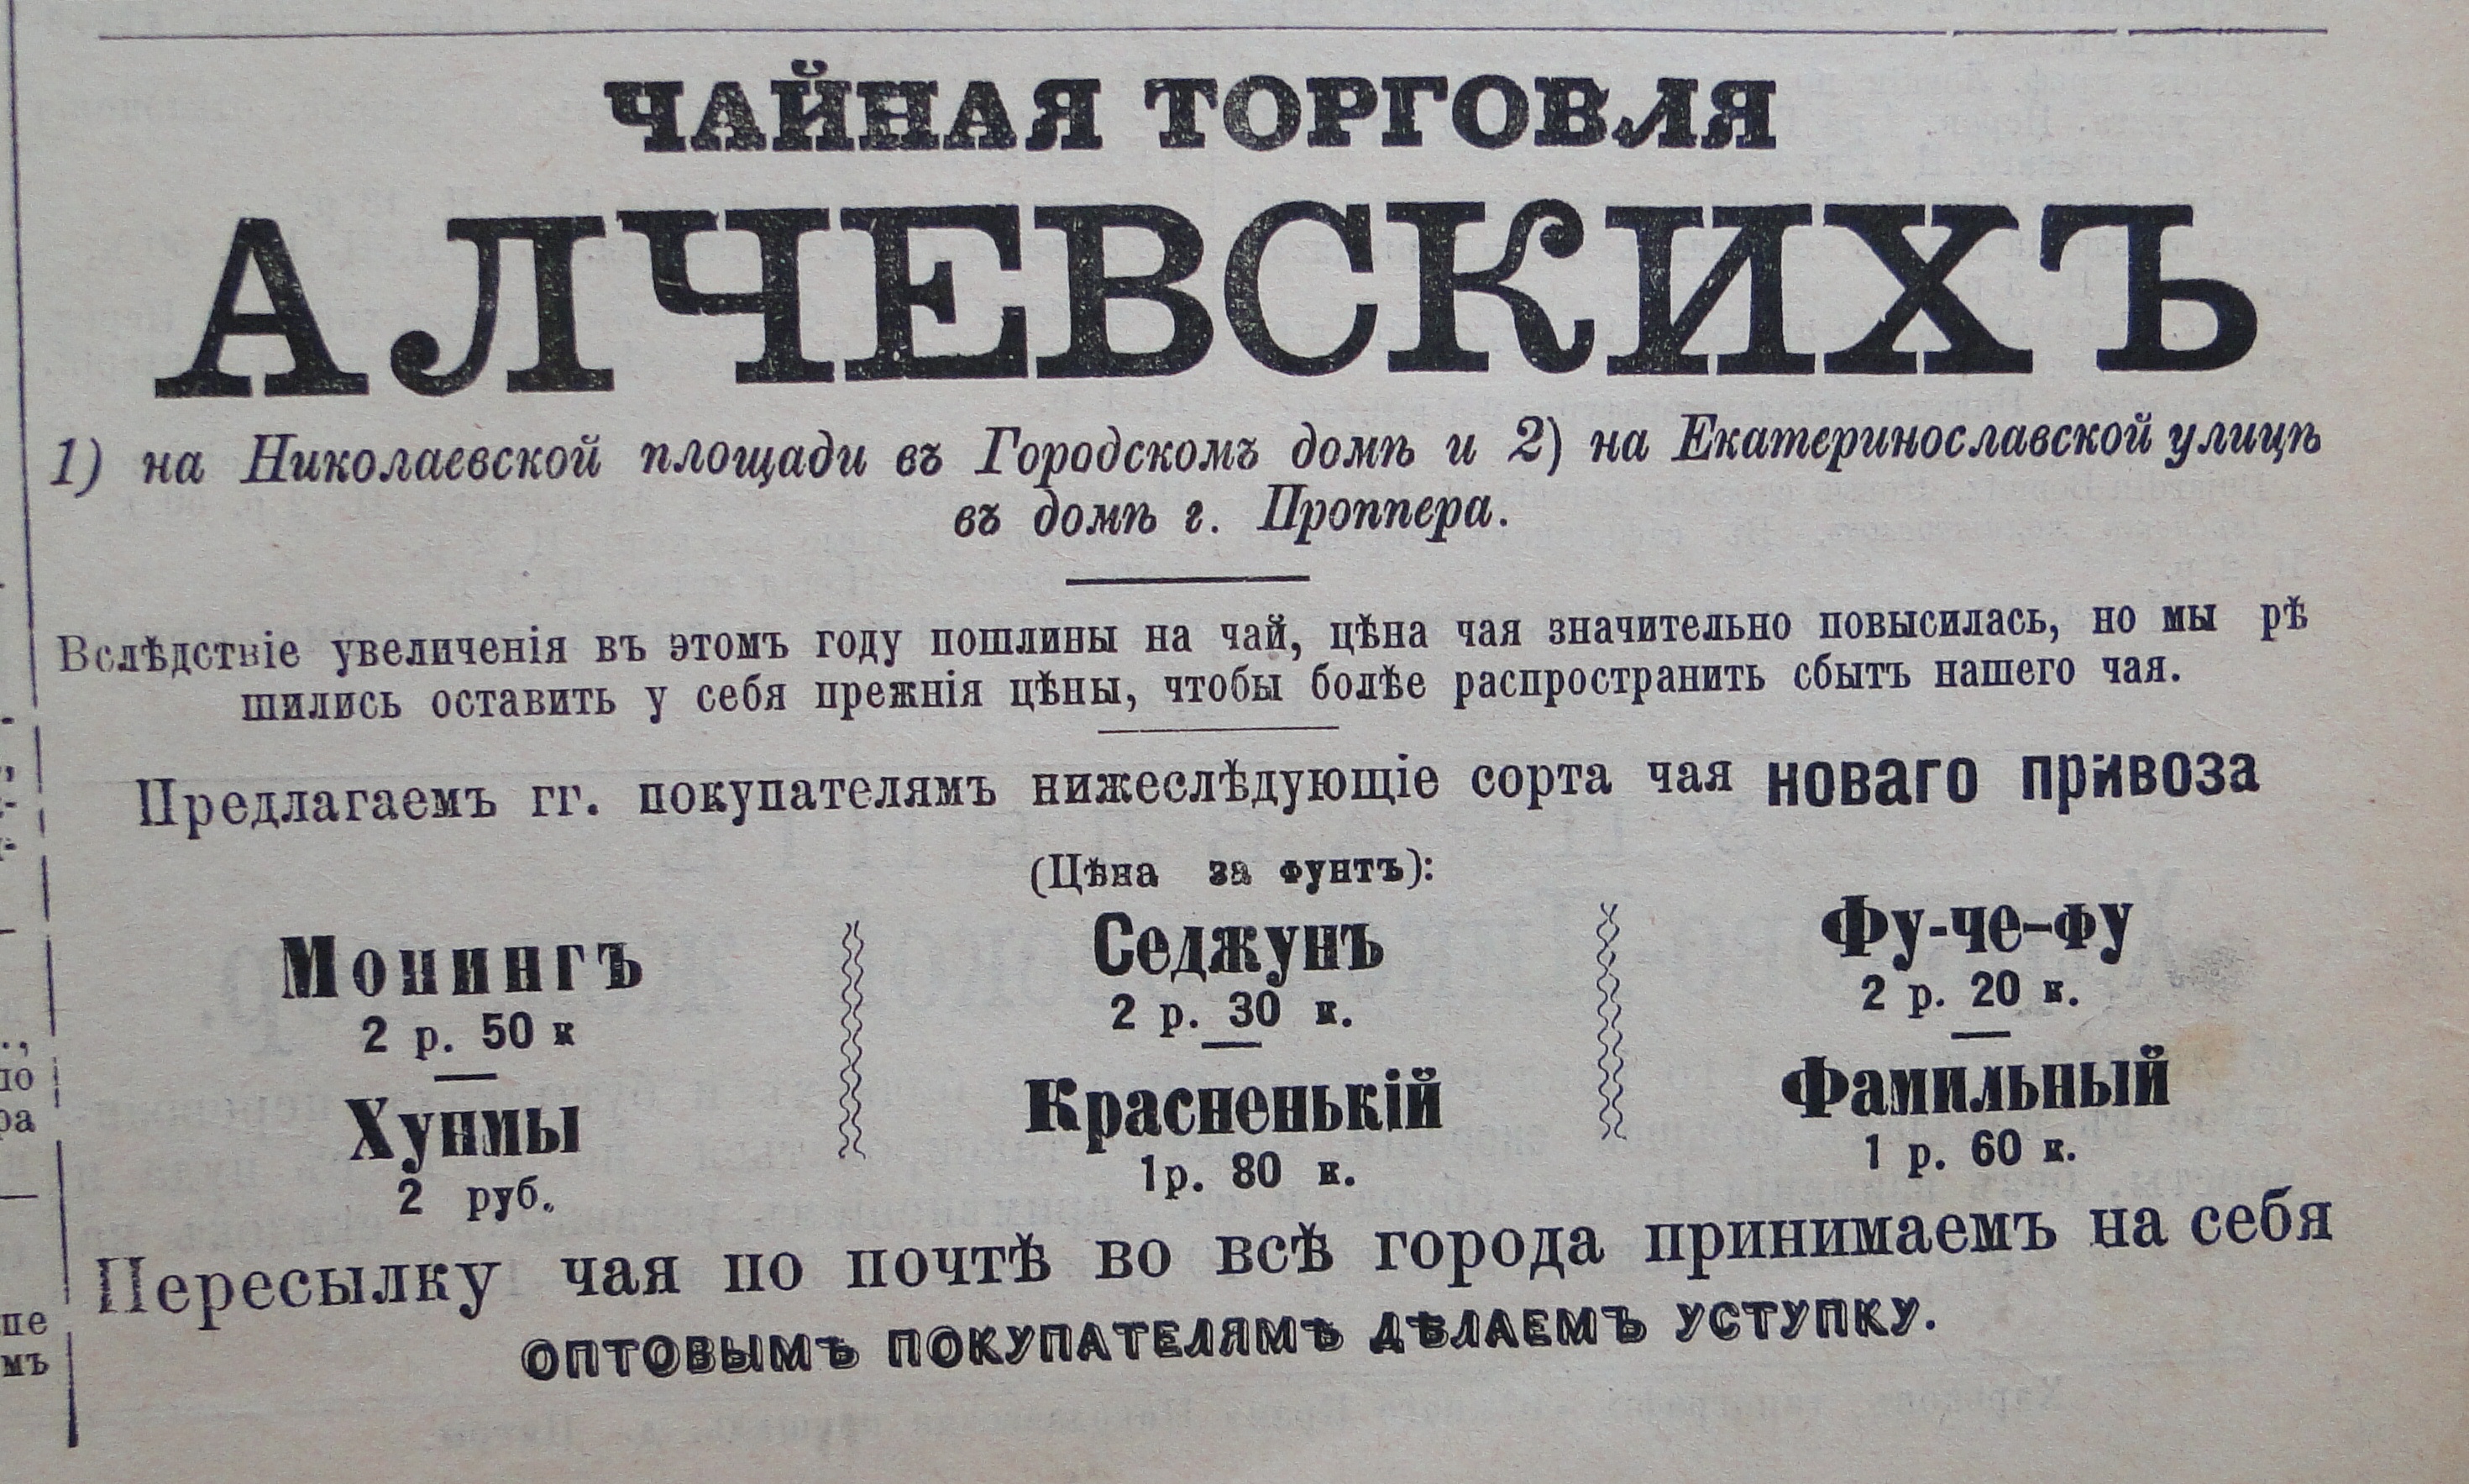 ЧАЙНАЯ ТОРГОВЛЯ
АЛЧЕВСКИХЪ
1) на Николаевской площади въ Городскомъ домѣ и 2) на Екатеринославской улицѣ
въ домѣ г. Проппера.
Вслѣдствіе увеличенія въ этомъ году пошлины на чай, цѣна чая значительно повысилась, но мы рѣ
шились оставить у себя прежнія цѣны, чтобы болѣе распространить сбытъ нашего чая.
Предлагаемъ гг. покупателямъ нижеслѣдующіе сорта чая новаго привоза
(Цѣна за фунтъ):
Монингъ
2 р. 50 к
Хунмы
2 руб.
Седжунъ
2 р. 30 к.
Красненькій
1р. 80 к.
Фу-че-фу
2 р. 20 к.
Фамильный
1 р. 60 к.
Пересылку чая по почтѣ во всѣ города принимаемъ на себя
ОПТОВЫМЪ ПОКУПАТЕЛЯМЪ ДѢЛАЕМЪ УСТУПКУ.